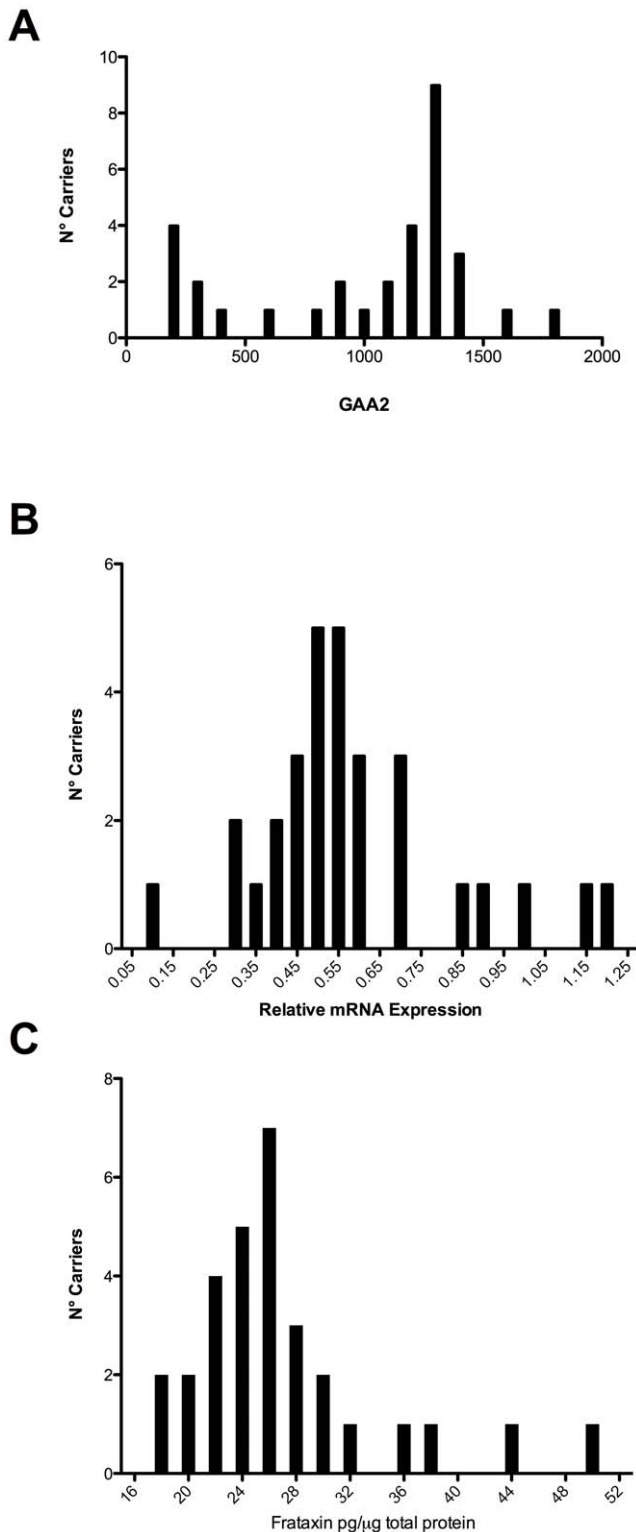 A
10
8
6
4
2
0
N° Carriers
0 500 1000 1500 2000
GAA2
B
6
4
2
0
N° Carriers
0.05 0.15 0.25 0.35 0.45 0.55 0.65 0.75 0.85 0.95 1.05 1.15 1.25
Relative mRNA Expression
C
8
6
4
2
0
N° Carriers
16 20 24 28 32 36 40 44 48 52
Frataxin pg/μg total protein